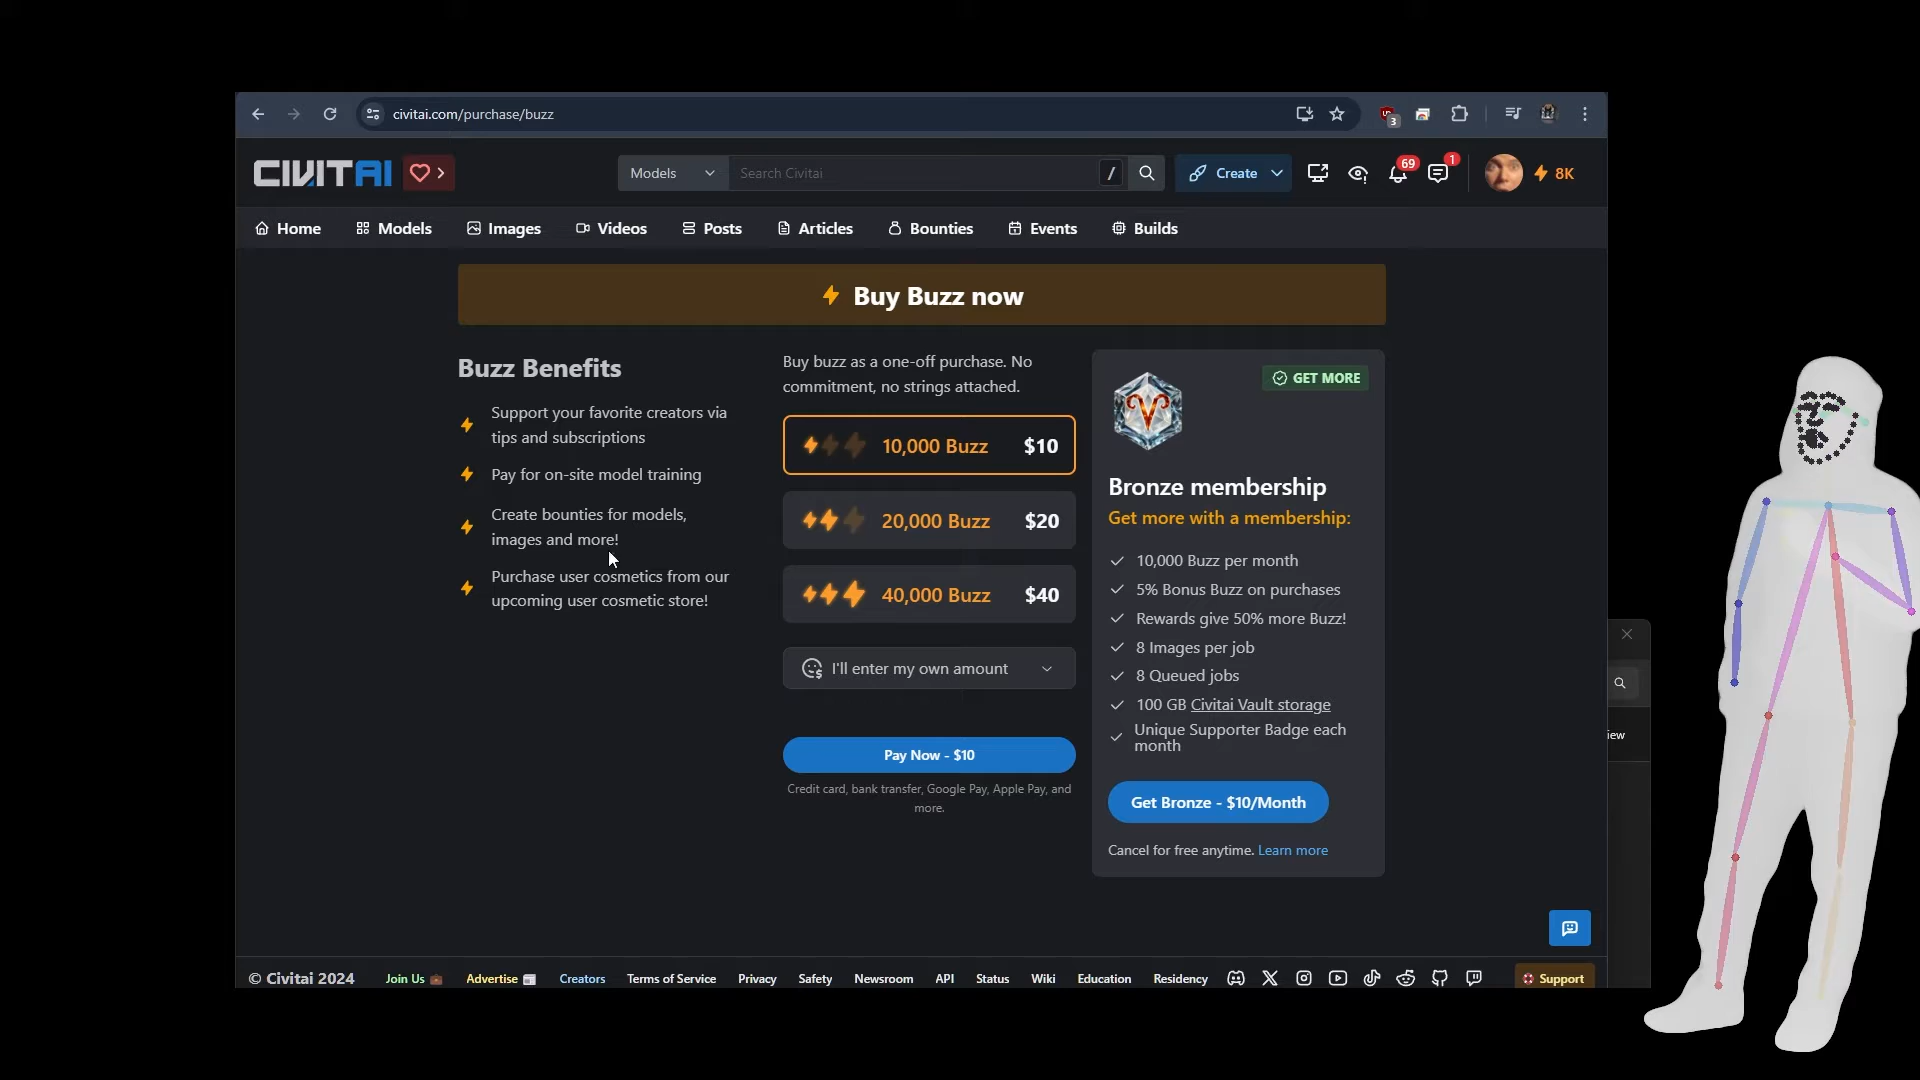 civitai.com/purchase/buzz
3
CIVITAI
Models
Search Civitai
/
Create
69
1
8K
Home
Models
Images
Videos
Posts
Articles
Bounties
Events
Builds
Buy Buzz now
Buzz Benefits
Support your favorite creators via
tips and subscriptions
Pay for on-site model training
Create bounties for models,
images and more!
Purchase user cosmetics from our
upcoming user cosmetic store!
Buy buzz as a one-off purchase. No
commitment, no strings attached.
10,000 Buzz $10
20,000 Buzz $20
40,000 Buzz $40
I'll enter my own amount
Pay Now - $10
Credit card, bank transfer, Google Pay, Apple Pay, and
more.
GET MORE
Bronze membership
Get more with a membership:
10,000 Buzz per month
5% Bonus Buzz on purchases
Rewards give 50% more Buzz!
8 Images per job
8 Queued jobs
100 GB Civitai Vault storage
Unique Supporter Badge each
month
Get Bronze - $10/Month
Cancel for free anytime. Learn more
iew
© Civitai 2024
Join Us
Advertise
Creators
Terms of Service
Privacy
Safety
Newsroom
API
Status
Wiki
Education
Residency
Support